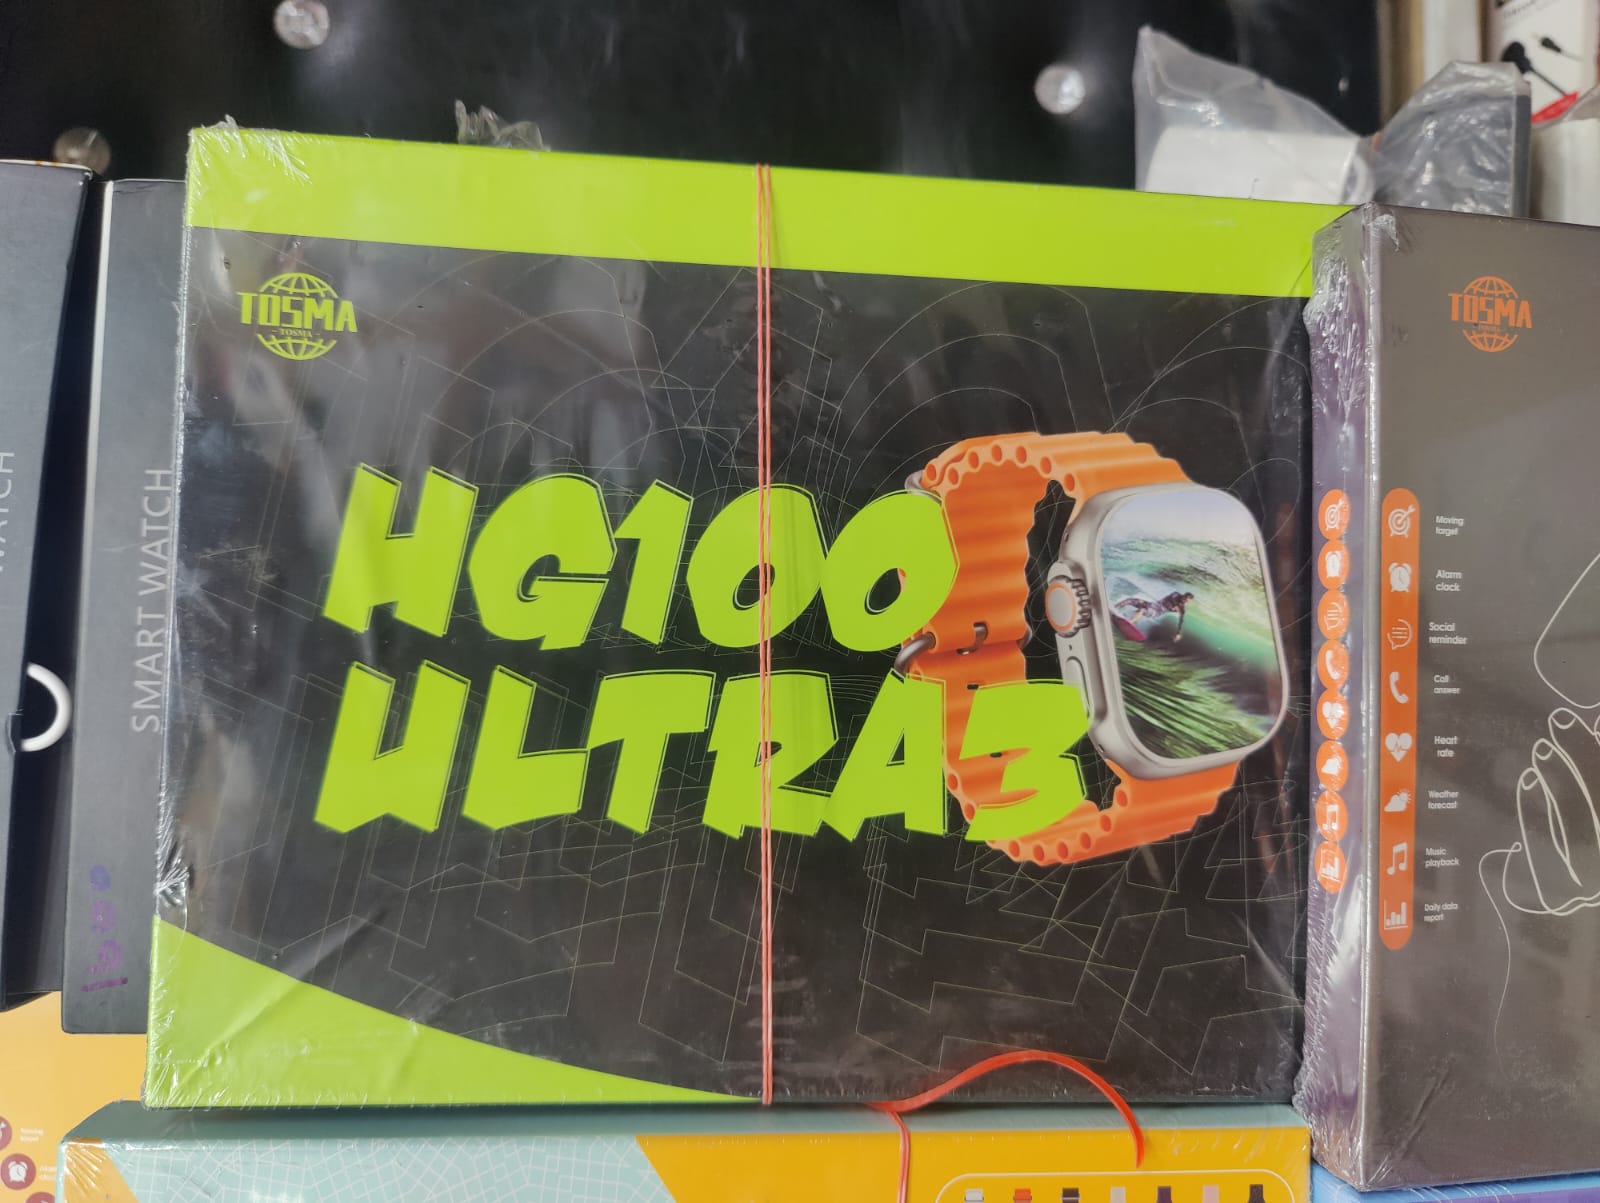 TOSMA
- TOSMA -
HG100
ULTRA3
SMART WATCH
1600
TOSMA
Moving
target
Alarm
clock
Social
reminder
Call
answer
Heart
rate
Weather
forecast
Music
playback
Daily data
report